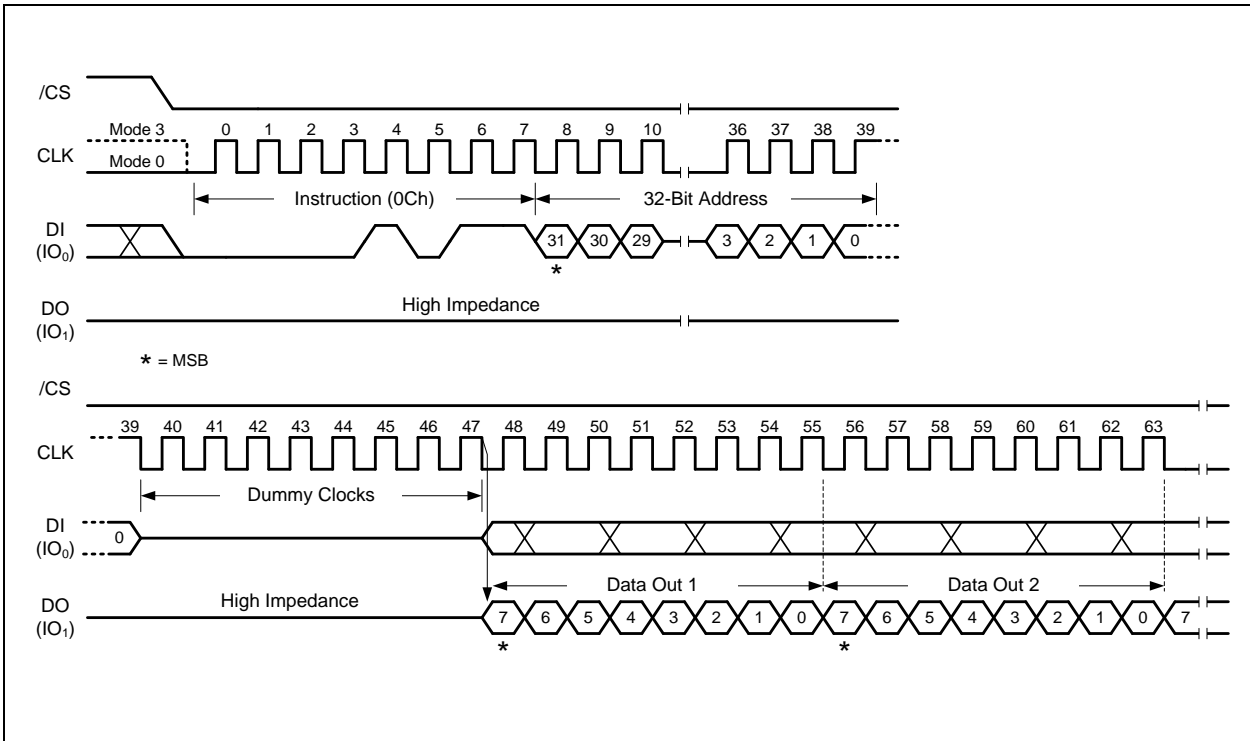 /CS
Mode 3 0 1 2 3 4 5 6 7 8 9 10 36 37 38 39
CLK
Mode 0
Instruction (0Ch) 32-Bit Address
DI
(IO₀)
31 30 29 3 2 1 0
*
High Impedance
DO
(IO₁)
* = MSB
/CS
39 40 41 42 43 44 45 46 47 48 49 50 51 52 53 54 55 56 57 58 59 60 61 62 63
CLK
Dummy Clocks
DI
(IO₀)
0
Data Out 1 Data Out 2
High Impedance
DO
(IO₁)
7 6 5 4 3 2 1 0 7 6 5 4 3 2 1 0 7
* *